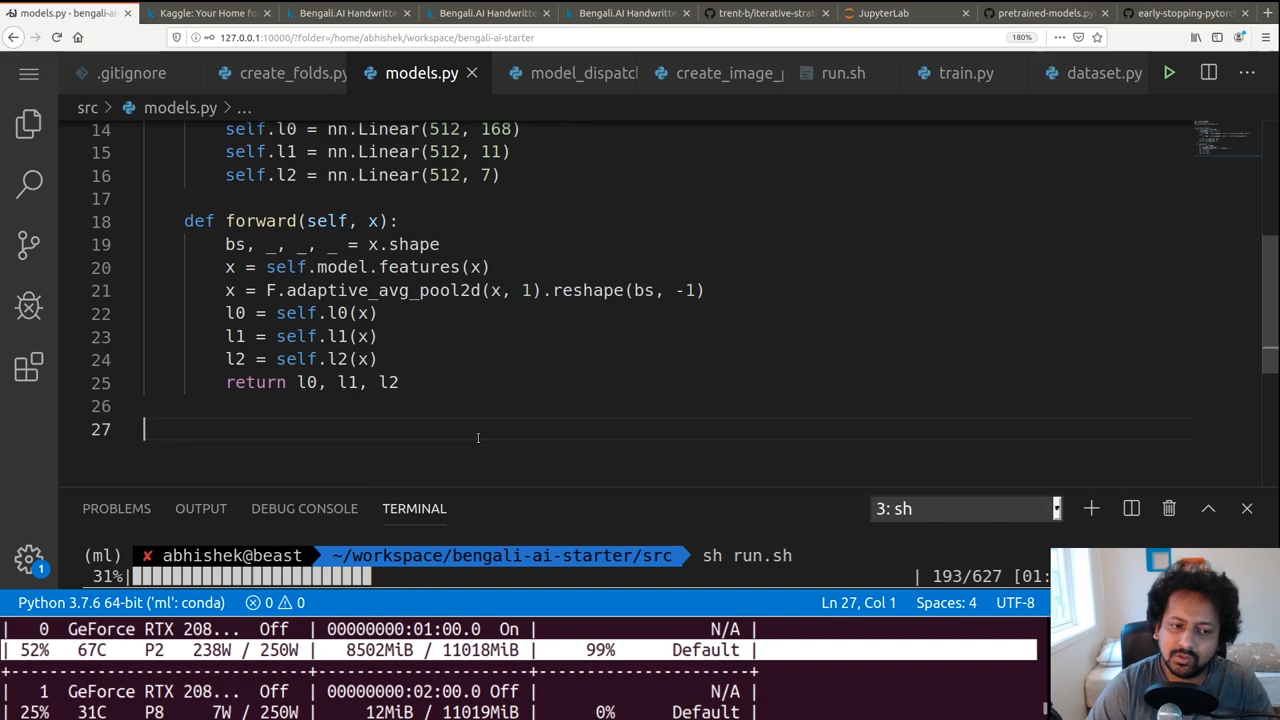 models.py - bengali-a
Kaggle: Your Home fo
Bengali.AI Handwritte
Bengali.AI Handwritte
Bengali.AI Handwritte
trent-b/iterative-strat
JupyterLab
pretrained-models.py
early-stopping-pytorc
127.0.0.1:10000/?folder=/home/abhishek/workspace/bengali-ai-starter
180%
.gitignore
create_folds.py
models.py
model_dispatc
create_image_
run.sh
train.py
dataset.py
src > models.py > ...
14 self.l0 = nn.Linear(512, 168)
15 self.l1 = nn.Linear(512, 11)
16 self.l2 = nn.Linear(512, 7)
17
18 def forward(self, x):
19 bs, _, _, _ = x.shape
20 x = self.model.features(x)
21 x = F.adaptive_avg_pool2d(x, 1).reshape(bs, -1)
22 l0 = self.l0(x)
23 l1 = self.l1(x)
24 l2 = self.l2(x)
25 return l0, l1, l2
26
27
PROBLEMS OUTPUT DEBUG CONSOLE TERMINAL
3: sh
(ml) ✘ abhishek@beast ~/workspace/bengali-ai-starter/src sh run.sh
31%| | 193/627 [01:
Python 3.7.6 64-bit ('ml': conda) 0 0 Ln 27, Col 1 Spaces: 4 UTF-8
1
| 0 GeForce RTX 208... Off | 00000000:01:00.0 On | N/A |
| 52% 67C P2 238W / 250W | 8502MiB / 11018MiB | 99% Default |
+-------------------------------+----------------------+----------------------+
| 1 GeForce RTX 208... Off | 00000000:02:00.0 Off | N/A |
| 25% 31C P8 7W / 250W | 12MiB / 11019MiB | 0% Default |